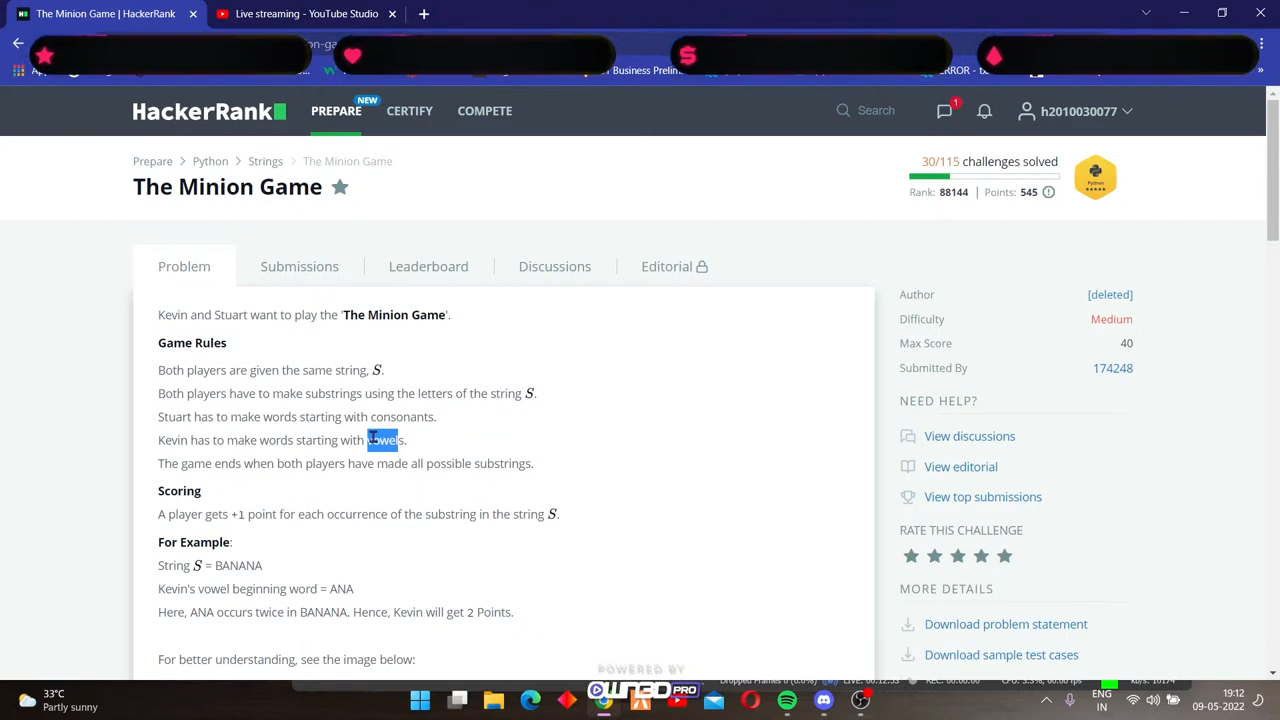 The Minion Game | HackerRank
Live streaming - YouTube Studio
on-ga
Business Prelim
ERROR - b
HackerRank
PREPARE
NEW
CERTIFY
COMPETE
Search
1
h2010030077
Prepare > Python > Strings > The Minion Game
The Minion Game
30/115 challenges solved
Rank: 88144 | Points: 545
Python
Problem
Submissions
Leaderboard
Discussions
Editorial
Kevin and Stuart want to play the 'The Minion Game'.
Game Rules
Both players are given the same string, S.
Both players have to make substrings using the letters of the string S.
Stuart has to make words starting with consonants.
Kevin has to make words starting with vowels.
The game ends when both players have made all possible substrings.
Scoring
A player gets +1 point for each occurrence of the substring in the string S.
For Example:
String S = BANANA
Kevin's vowel beginning word = ANA
Here, ANA occurs twice in BANANA. Hence, Kevin will get 2 Points.
For better understanding, see the image below:
Author
[deleted]
Difficulty
Medium
Max Score
40
Submitted By
174248
NEED HELP?
View discussions
View editorial
View top submissions
RATE THIS CHALLENGE
MORE DETAILS
Download problem statement
Download sample test cases
POWERED BY
OWN3D PRO
33°C
Partly sunny
ENG
IN
19:12
09-05-2022